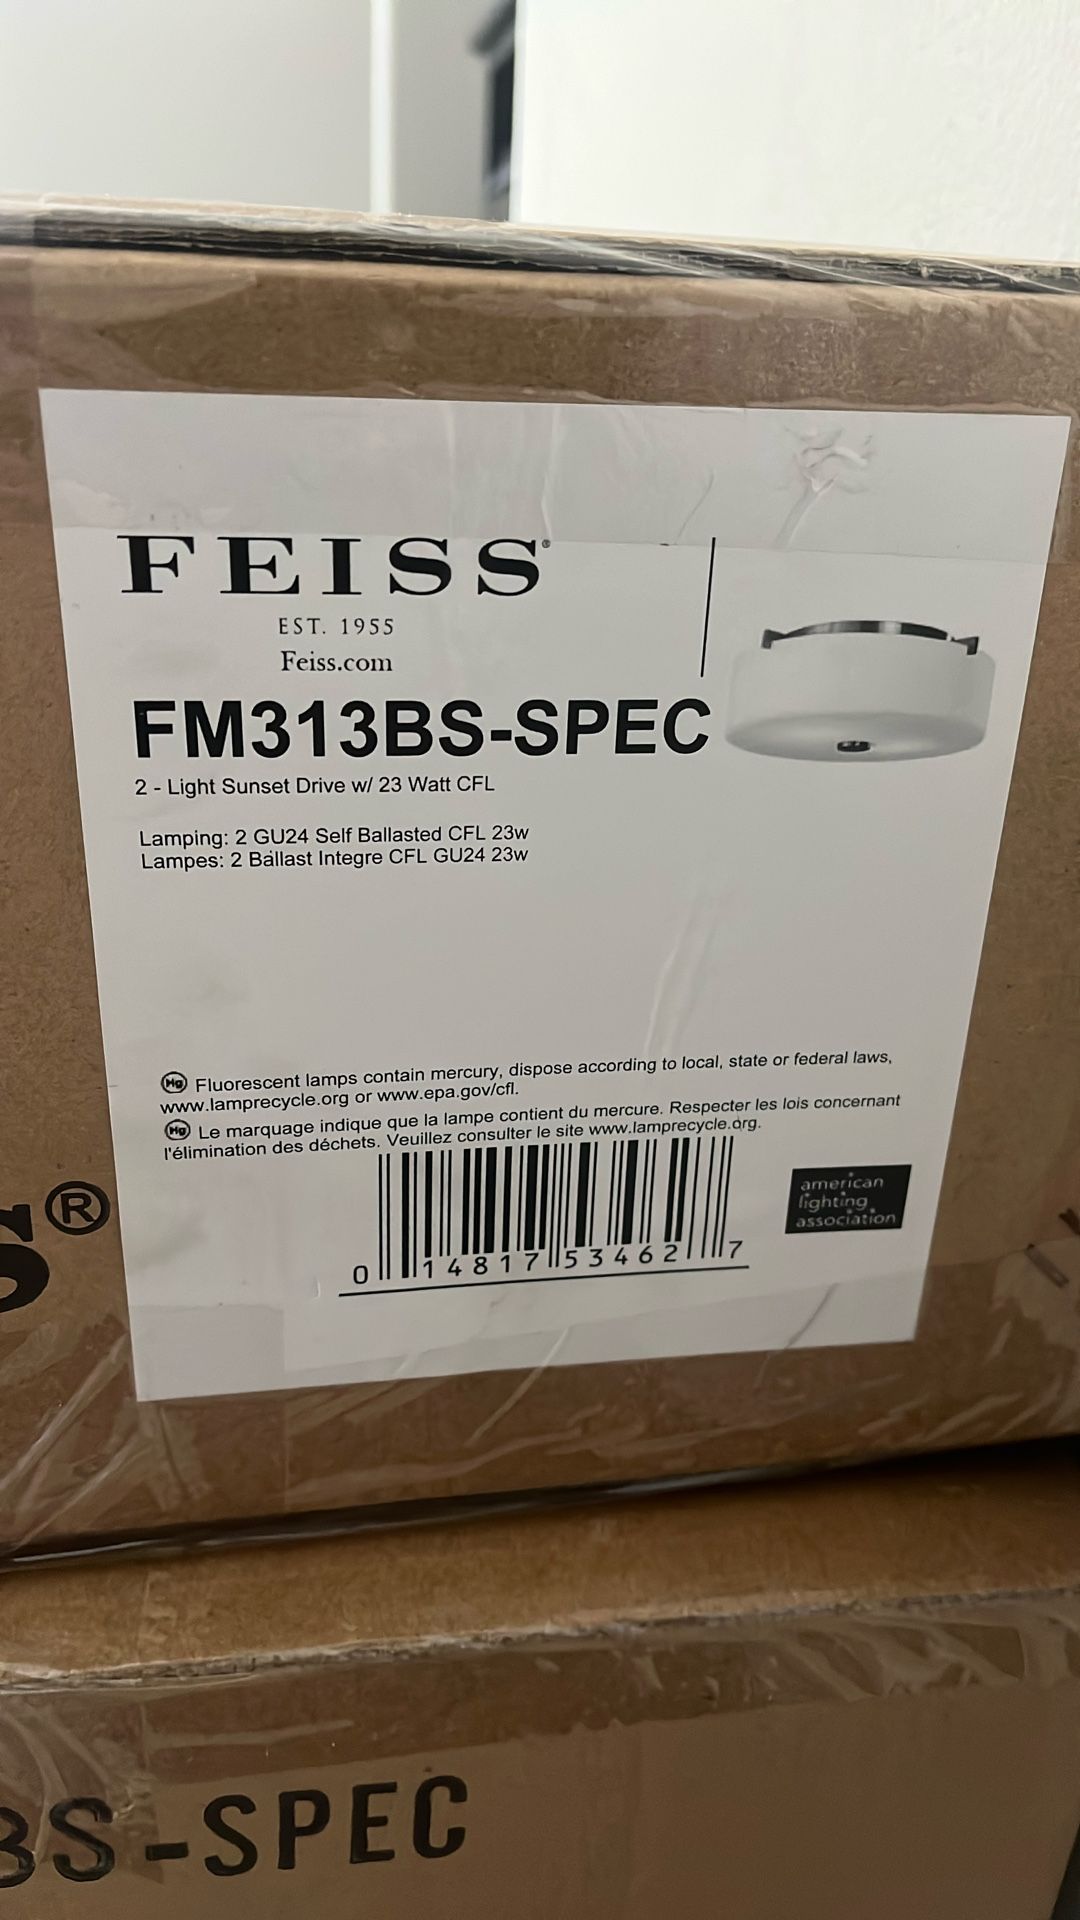 FEISS®
EST. 1955
Feiss.com
FM313BS-SPEC
2 - Light Sunset Drive w/ 23 Watt CFL
Lamping: 2 GU24 Self Ballasted CFL 23w
Lampes: 2 Ballast Integre CFL GU24 23w
Hg Fluorescent lamps contain mercury, dispose according to local, state or federal laws,
www.lamprecycle.org or www.epa.gov/cfl.
Hg Le marquage indique que la lampe contient du mercure. Respecter les lois concernant
l'élimination des déchets. Veuillez consulter le site www.lamprecycle.org.
0 14817 53462 7
american
lighting
association
S®
BS-SPEC